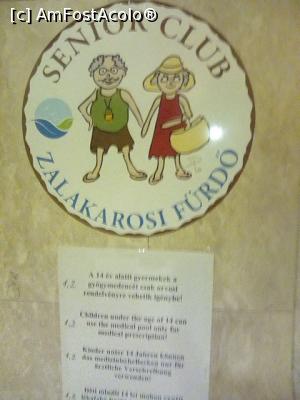 [c] AmFostAcolo®
SENIOR CLUB
ZALAKAROSI FÜRDŐ
A 14 év alatti gyermekek a
gyógymedencét csak orvosi
rendelvényre vehetik igénybe!
Children under the age of 14 can
use the medical pool only for
medical prescription!
Kinder unter 14 Jahren können
das medizinische nur für
ärztliche Verschreibung
verwenden!
14